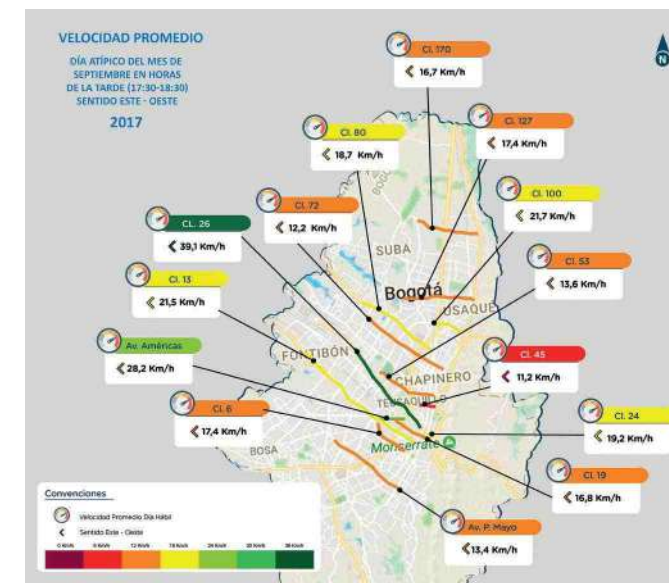 VELOCIDAD PROMEDIO
DÍA ATÍPICO DEL MES DE
SEPTIEMBRE EN HORAS
DE LA TARDE (17:30-18:30)
SENTIDO ESTE - OESTE
2017
N
Cl. 170
< 16,7 Km/h
Cl. 80
< 18,7 Km/h
Cl. 127
< 17,4 Km/h
Cl. 72
< 12,2 Km/h
Cl. 100
< 21,7 Km/h
CL. 26
< 39,1 Km/h
Cl. 53
< 13,6 Km/h
Cl. 13
< 21,5 Km/h
Av. Américas
< 28,2 Km/h
Cl. 45
< 11,2 Km/h
Cl. 6
< 17,4 Km/h
Cl. 24
< 19,2 Km/h
Cl. 19
< 16,8 Km/h
Av. P. Mayo
< 13,4 Km/h
SUBA
Bogotá
USAQUÉ
FONTIBÓN
CHAPINERO
TEUSAQUILLO
BOSA
Monserrate
Convenciones
Velocidad Promedio Día Hábil
< Sentido Este - Oeste